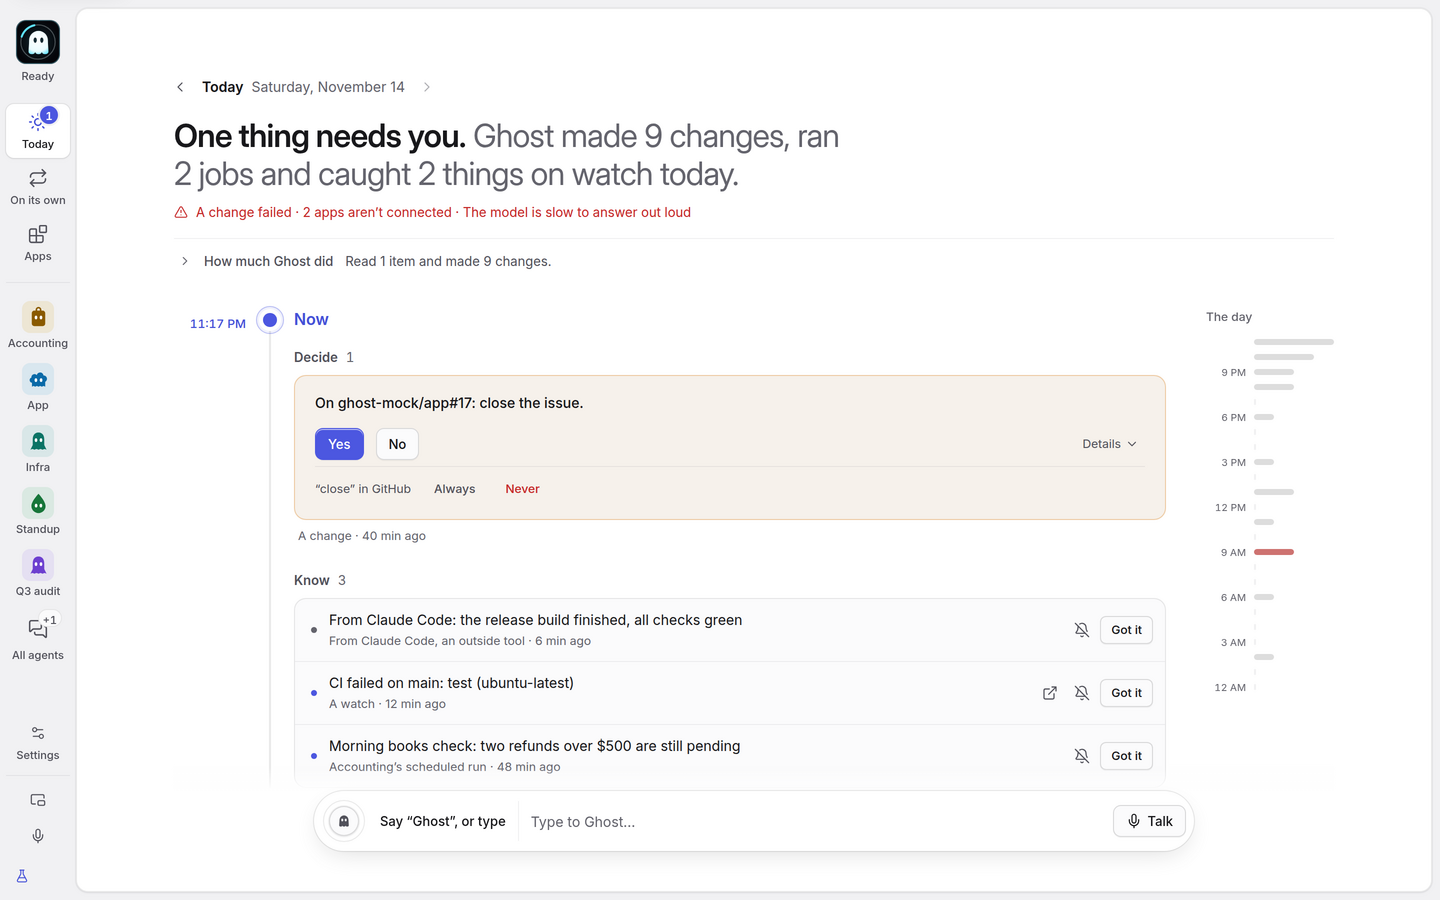 Ready
1
Today
On its own
Apps
Accounting
App
Infra
Standup
Q3 audit
+1
All agents
Settings
Today Saturday, November 14
One thing needs you. Ghost made 9 changes, ran
2 jobs and caught 2 things on watch today.
A change failed · 2 apps aren’t connected · The model is slow to answer out loud
How much Ghost did Read 1 item and made 9 changes.
11:17 PM Now
Decide 1
On ghost-mock/app#17: close the issue.
Yes No Details
“close” in GitHub Always Never
A change · 40 min ago
Know 3
From Claude Code: the release build finished, all checks green
From Claude Code, an outside tool · 6 min ago
Got it
CI failed on main: test (ubuntu-latest)
A watch · 12 min ago
Got it
Morning books check: two refunds over $500 are still pending
Accounting’s scheduled run · 48 min ago
Got it
The day
9 PM
6 PM
3 PM
12 PM
9 AM
6 AM
3 AM
12 AM
Say “Ghost”, or type Type to Ghost... Talk